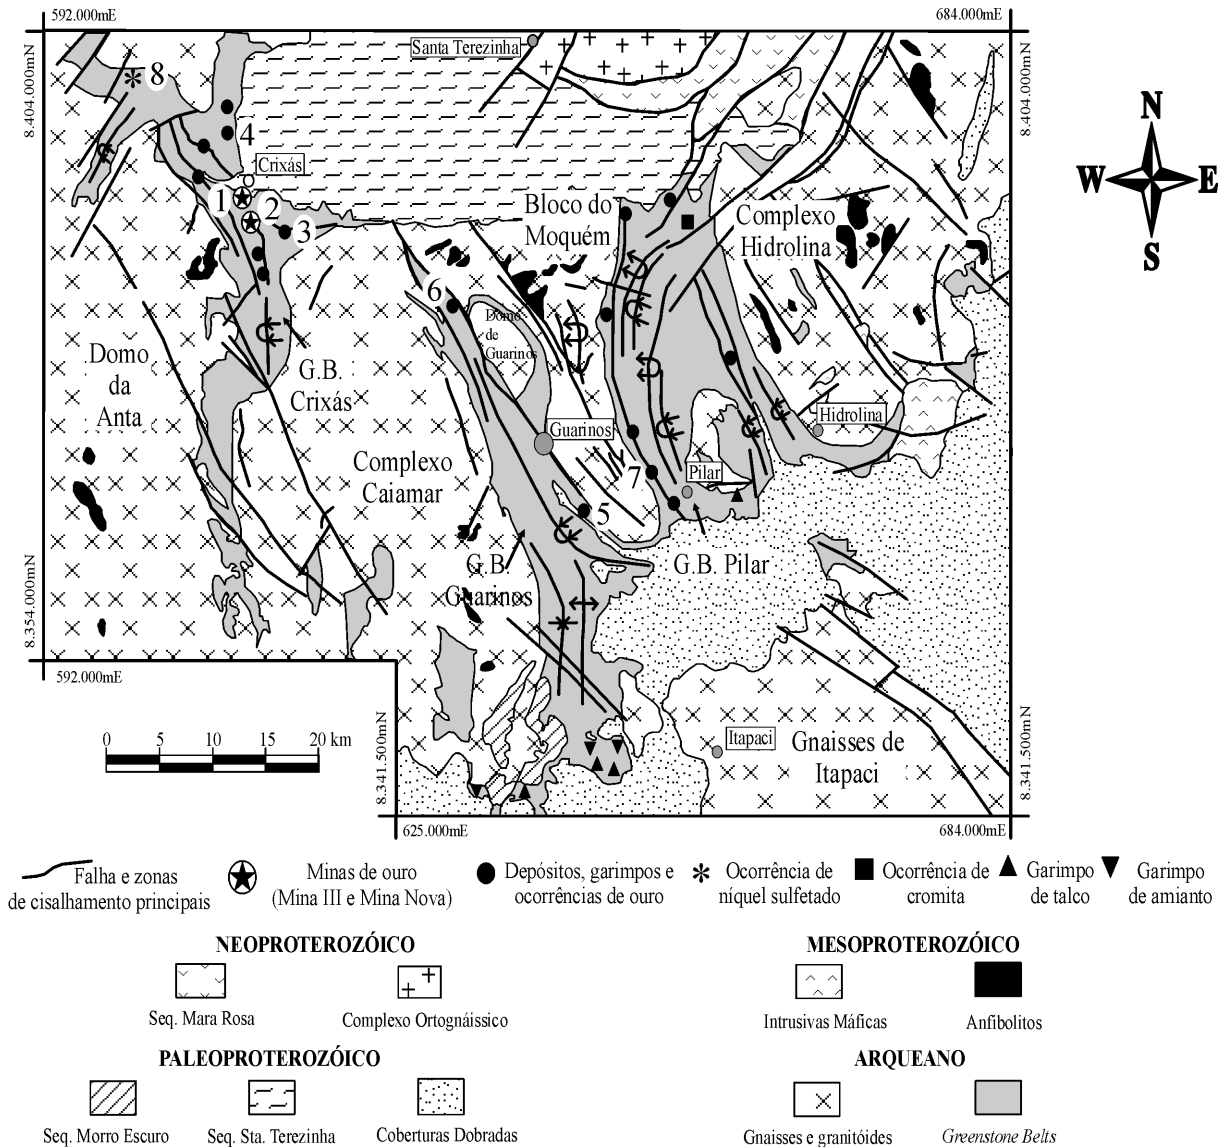 592.000mE
684.000mE
8.404.000mN
8.404.000mN
Santa Terezinha
N
W
E
S
8
4
Crixás
1
2
3
Bloco do
Moquém
Complexo
Hidrolina
6
Domo
de
Guarinos
Domo
da
Anta
G.B.
Crixás
Hidrolina
Guarinos
Complexo
Caiamar
7
Pilar
5
G.B.
Guarinos
G.B. Pilar
8.354.000mN
592.000mE
0 5 10 15 20 km
Itapaci
Gnaisses de
Itapaci
8.341.500mN
8.341.500mN
625.000mE
684.000mE
Falha e zonas
de cisalhamento principais
Minas de ouro
(Mina III e Mina Nova)
Depósitos, garimpos e
ocorrências de ouro
Ocorrência de
níquel sulfetado
Ocorrência de
cromita
Garimpo
de talco
Garimpo
de amianto
NEOPROTEROZÓICO
MESOPROTEROZÓICO
Seq. Mara Rosa
Complexo Ortognáissico
Intrusivas Máficas
Anfibolitos
PALEOPROTEROZÓICO
ARQUEANO
Seq. Morro Escuro
Seq. Sta. Terezinha
Coberturas Dobradas
Gnaisses e granitóides
Greenstone Belts